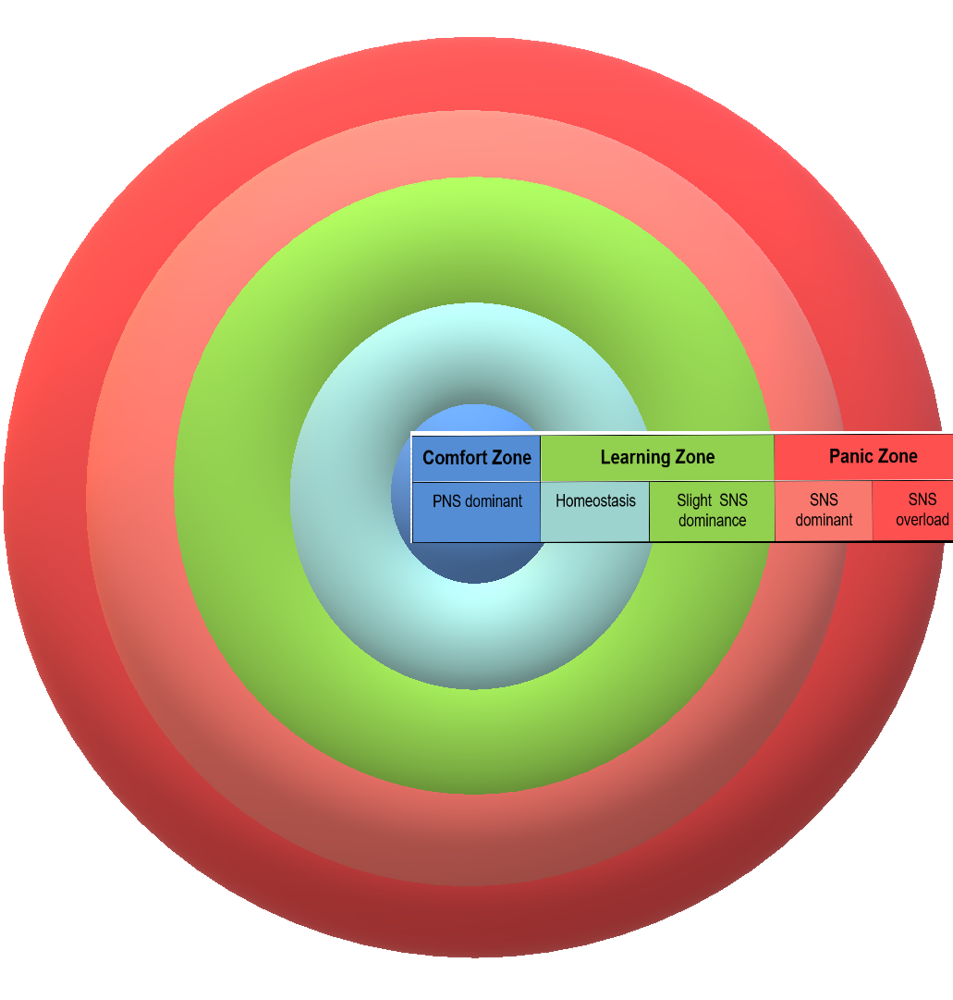 Comfort Zone Learning Zone Panic Zone
PNS dominant Homeostasis Slight SNS SNS SNS
dominance dominant overload